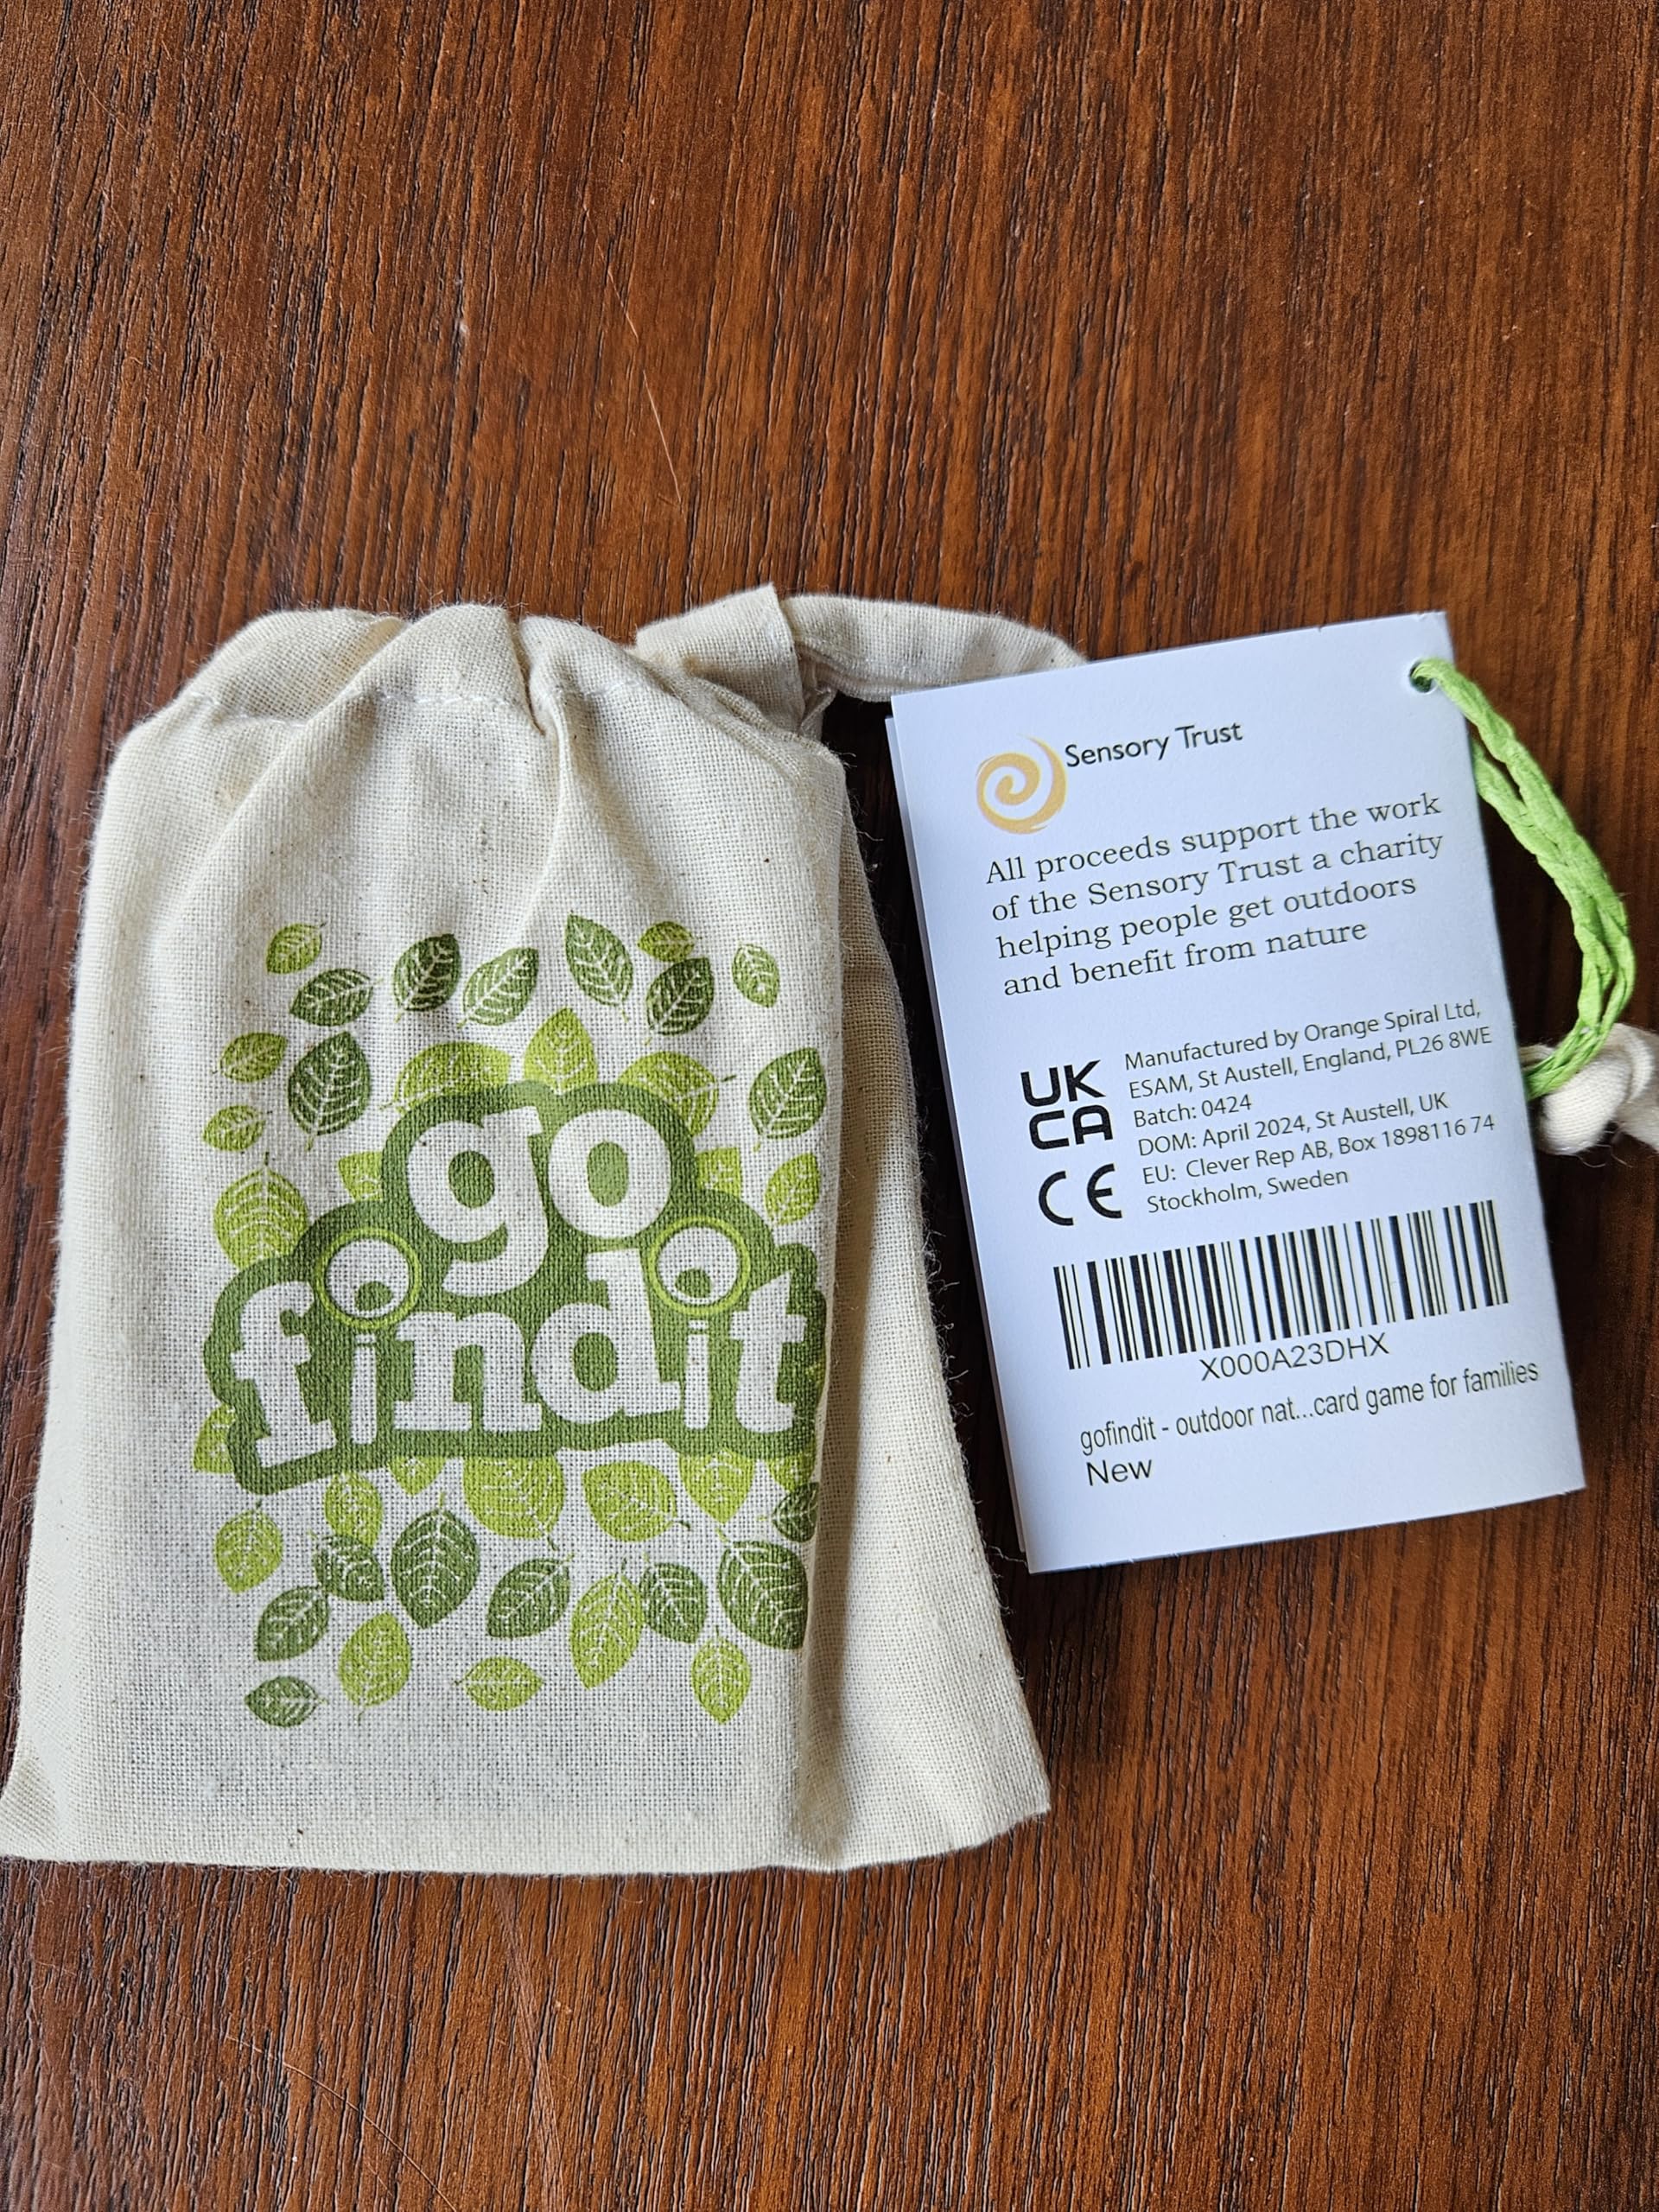 go
findit
Sensory Trust
All proceeds support the work
of the Sensory Trust a charity
helping people get outdoors
and benefit from nature
UK
CA
CE
Manufactured by Orange Spiral Ltd,
ESAM, St Austell, England, PL26 8WE
Batch: 0424
DOM: April 2024, St Austell, UK
EU: Clever Rep AB, Box 1898116 74
Stockholm, Sweden
X000A23DHX
gofindit - outdoor nat...card game for families
New